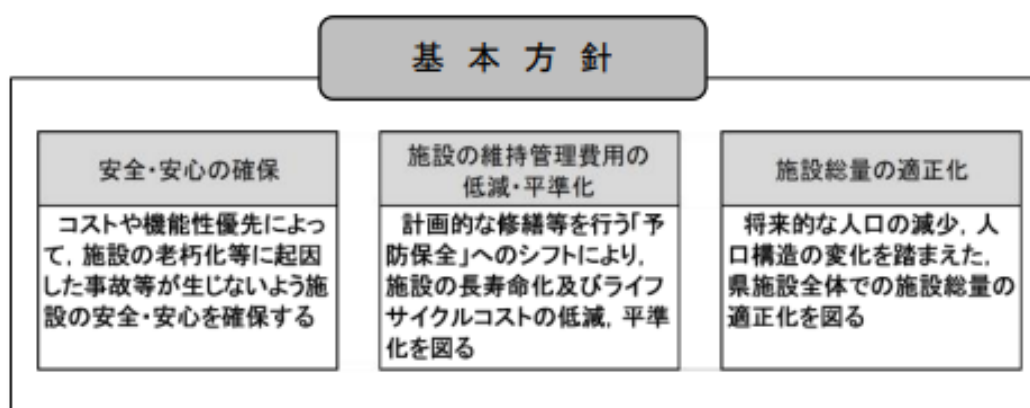 基本方針
安全・安心の確保
コストや機能性優先によっ
て，施設の老朽化等に起因
した事故等が生じないよう施
設の安全・安心を確保する
施設の維持管理費用の
低減・平準化
計画的な修繕等を行う「予
防保全」へのシフトにより，
施設の長寿命化及びライフ
サイクルコストの低減，平準
化を図る
施設総量の適正化
将来的な人口の減少，人
口構造の変化を踏まえた，
県施設全体での施設総量の
適正化を図る